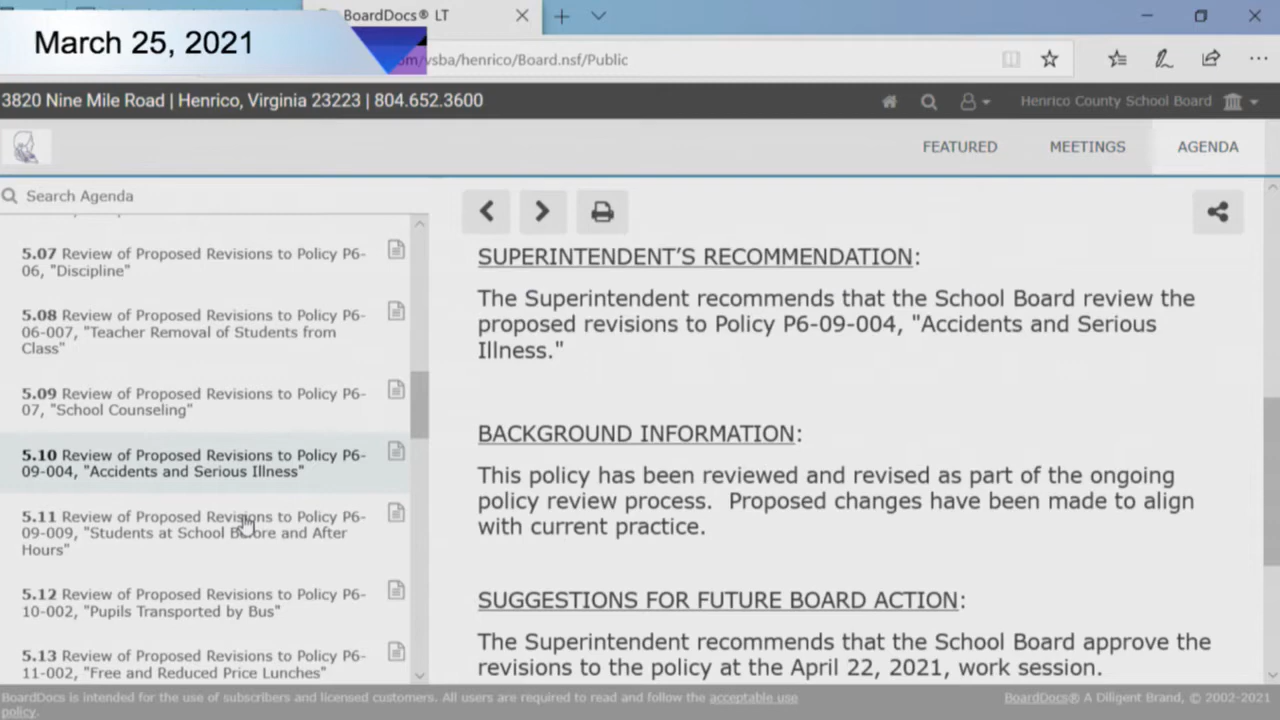 BoardDocs® LT
March 25, 2021
om/vsba/henrico/Board.nsf/Public
3820 Nine Mile Road | Henrico, Virginia 23223 | 804.652.3600
Henrico County School Board
FEATURED
MEETINGS
AGENDA
Search Agenda
5.07 Review of Proposed Revisions to Policy P6-
06, "Discipline"
5.08 Review of Proposed Revisions to Policy P6-
06-007, "Teacher Removal of Students from
Class"
5.09 Review of Proposed Revisions to Policy P6-
07, "School Counseling"
5.10 Review of Proposed Revisions to Policy P6-
09-004, "Accidents and Serious Illness"
5.11 Review of Proposed Revisions to Policy P6-
09-009, "Students at School Before and After
Hours"
5.12 Review of Proposed Revisions to Policy P6-
10-002, "Pupils Transported by Bus"
5.13 Review of Proposed Revisions to Policy P6-
11-002, "Free and Reduced Price Lunches"
SUPERINTENDENT'S RECOMMENDATION:
The Superintendent recommends that the School Board review the
proposed revisions to Policy P6-09-004, "Accidents and Serious
Illness."
BACKGROUND INFORMATION:
This policy has been reviewed and revised as part of the ongoing
policy review process. Proposed changes have been made to align
with current practice.
SUGGESTIONS FOR FUTURE BOARD ACTION:
The Superintendent recommends that the School Board approve the
revisions to the policy at the April 22, 2021, work session.
BoardDocs is intended for the use of subscribers and licensed customers. All users are required to read and follow the acceptable use
policy.
BoardDocs® A Diligent Brand, © 2002-2021